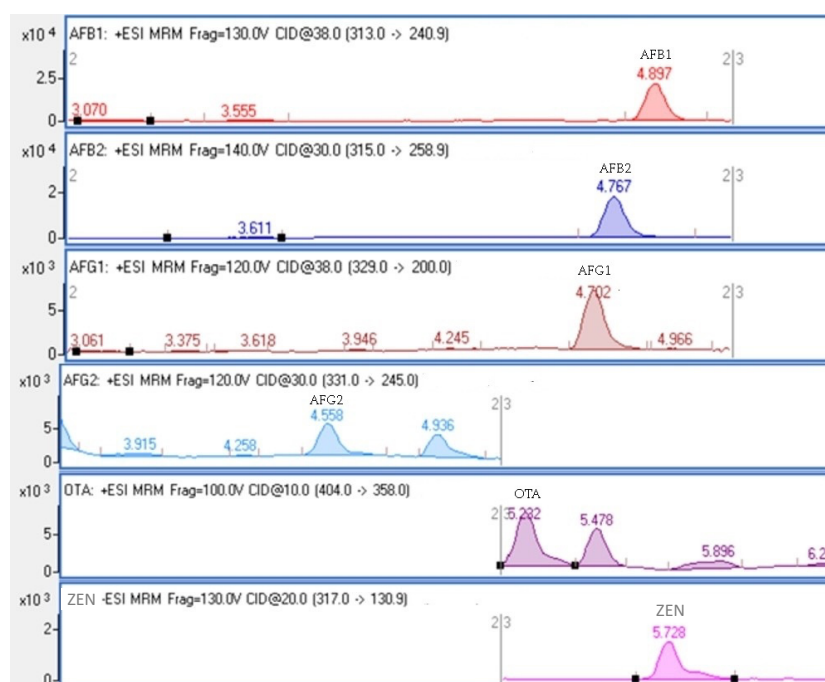 x10 4
AFB1: +ESI MRM Frag=130.0V CID@38.0 (313.0 -> 240.9)
2
AFB1
2 3
2.5
4.897
3.070
3.555
0
x10 4
AFB2: +ESI MRM Frag=140.0V CID@30.0 (315.0 -> 258.9)
2
AFB2
2 3
2
4.767
3.611
0
x10 3
AFG1: +ESI MRM Frag=120.0V CID@38.0 (329.0 -> 200.0)
AFG1
2
4.702
2 3
5
3.061
3.375
3.618
3.946
4.245
4.966
0
x10 3
AFG2: +ESI MRM Frag=120.0V CID@30.0 (331.0 -> 245.0)
AFG2
2 3
4.558
5
4.936
3.915
4.258
0
x10 3
OTA: +ESI MRM Frag=100.0V CID@10.0 (404.0 -> 358.0)
OTA
2 3
5.232
5.478
5
5.896
6.2
0
x10 3
ZEN -ESI MRM Frag=130.0V CID@20.0 (317.0 -> 130.9)
ZEN
2 3
2
5.728
0